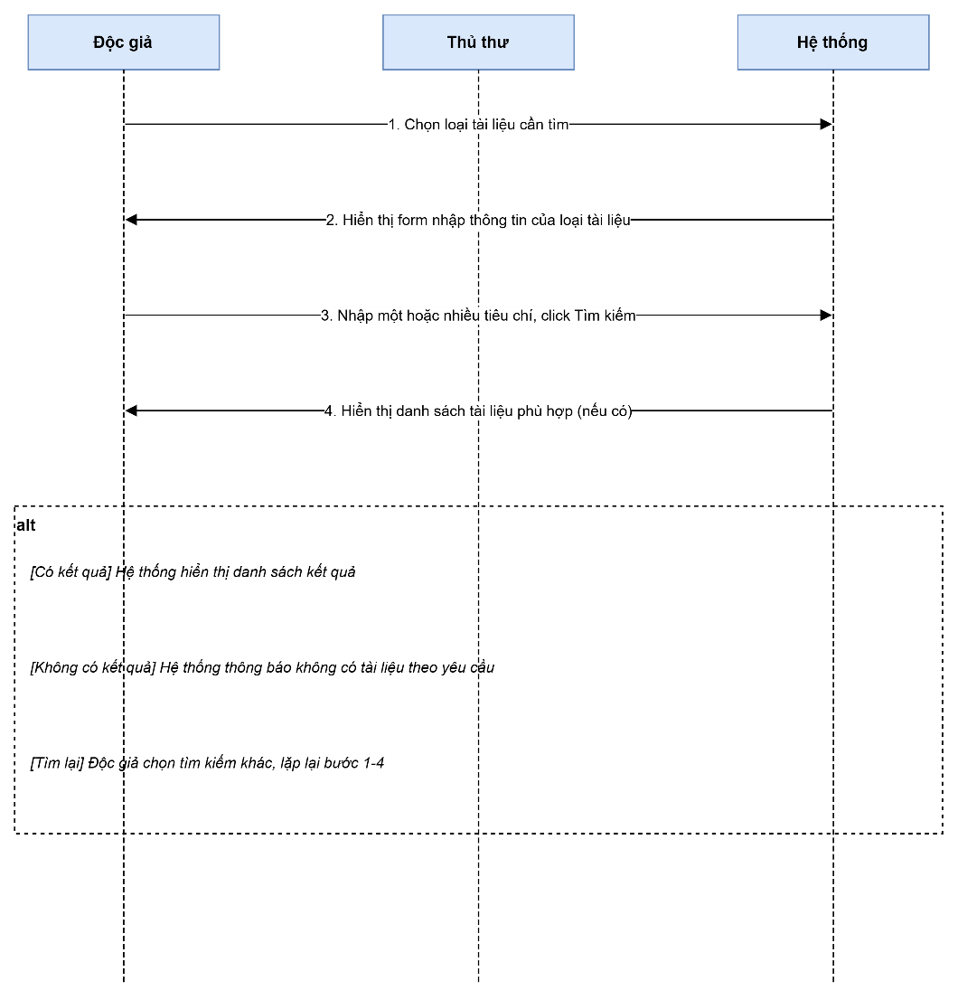 Độc giả
Thủ thư
Hệ thống
1. Chọn loại tài liệu cần tìm
2. Hiển thị form nhập thông tin của loại tài liệu
3. Nhập một hoặc nhiều tiêu chí, click Tìm kiếm
4. Hiển thị danh sách tài liệu phù hợp (nếu có)
alt
[Có kết quả] Hệ thống hiển thị danh sách kết quả
[Không có kết quả] Hệ thống thông báo không có tài liệu theo yêu cầu
[Tìm lại] Độc giả chọn tìm kiếm khác, lặp lại bước 1-4